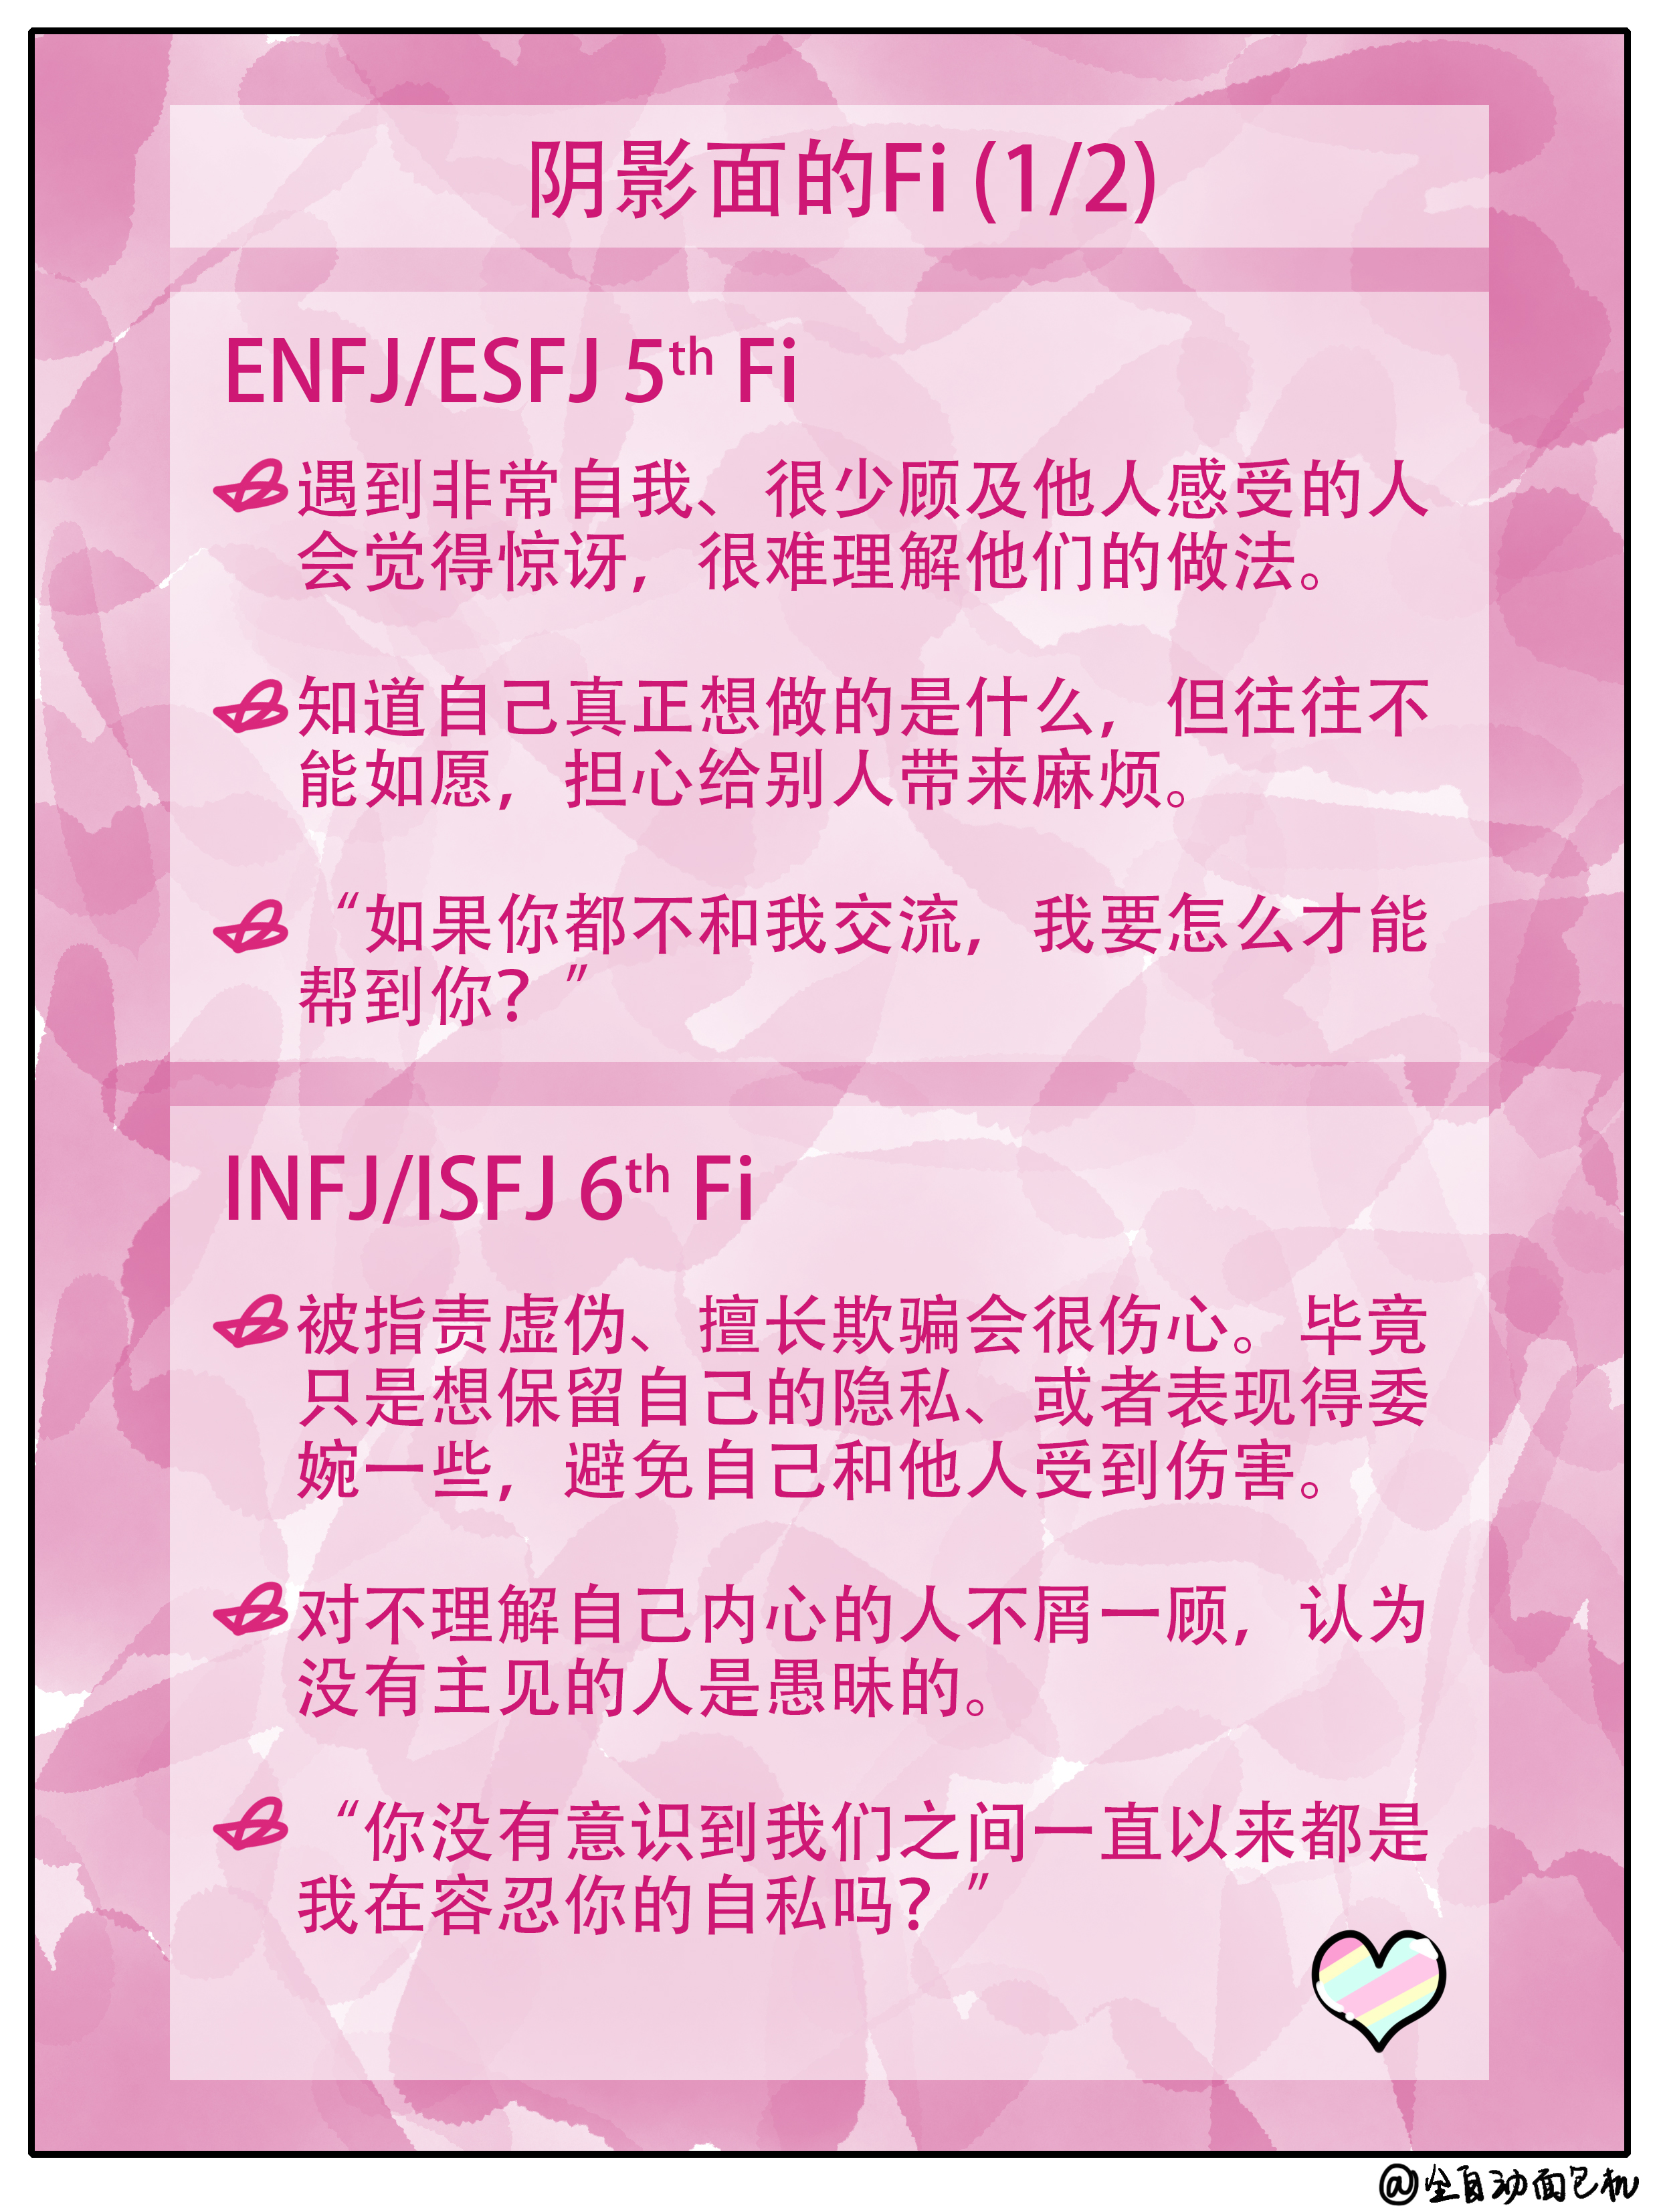 阴影面的Fi (1/2)
ENFJ/ESFJ 5th Fi
遇到非常自我、很少顾及他人感受的人
会觉得惊讶，很难理解他们的做法。
知道自己真正想做的是什么，但往往不
能如愿，担心给别人带来麻烦。
“如果你都不和我交流，我要怎么才能
帮到你？”
INFJ/ISFJ 6th Fi
被指责虚伪、擅长欺骗会很伤心。毕竟
只是想保留自己的隐私、或者表现得委
婉一些，避免自己和他人受到伤害。
对不理解自己内心的人不屑一顾，认为
没有主见的人是愚昧的。
“你没有意识到我们之间一直以来都是
我在容忍你的自私吗？”
@全自动面包机